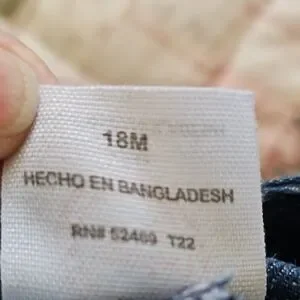 18M
HECHO EN BANGLADESH
RN# 52469 T22